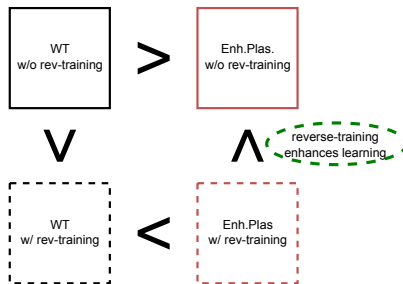 WT
w/o rev-training
>
Enh.Plas.
w/o rev-training
>
>
reverse-training
enhances learning
WT
w/ rev-training
<
Enh.Plas
w/ rev-training